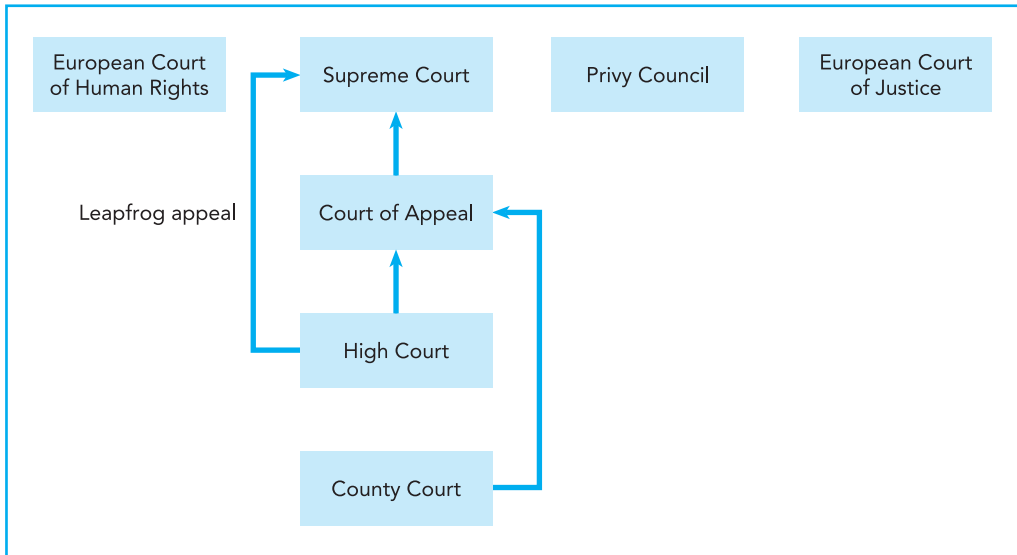 European Court
of Human Rights
Supreme Court
Privy Council
European Court
of Justice
Leapfrog appeal
Court of Appeal
High Court
County Court